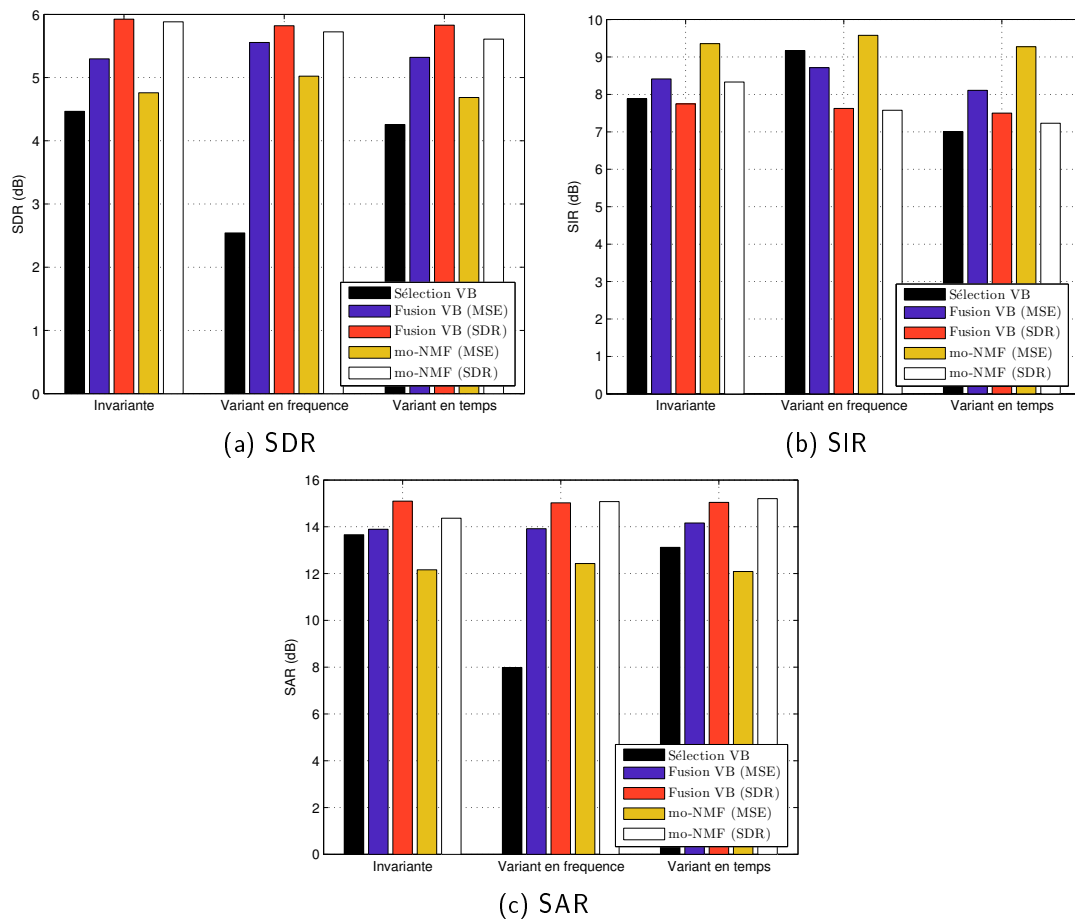 6
5
4
3
2
1
0
SDR (dB)
Sélection VB
Fusion VB (MSE)
Fusion VB (SDR)
mo-NMF (MSE)
mo-NMF (SDR)
Invariante
Variant en frequence
Variant en temps
(a) SDR
10
9
8
7
6
5
4
3
2
1
0
SIR (dB)
Sélection VB
Fusion VB (MSE)
Fusion VB (SDR)
mo-NMF (MSE)
mo-NMF (SDR)
Invariante
Variant en frequence
Variant en temps
(b) SIR
16
14
12
10
8
6
4
2
0
SAR (dB)
Sélection VB
Fusion VB (MSE)
Fusion VB (SDR)
mo-NMF (MSE)
mo-NMF (SDR)
Invariante
Variant en frequence
Variant en temps
(c) SAR